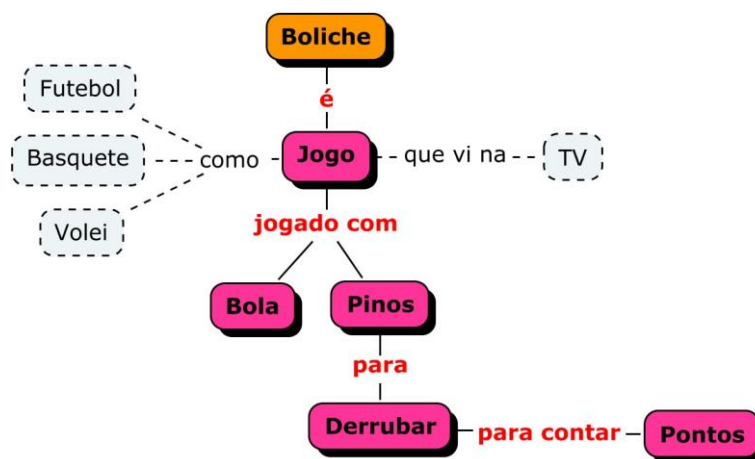 Boliche
Futebol
é
Basquete
como
Jogo
que vi na
TV
Volei
jogado com
Bola
Pinos
para
Derrubar
para contar
Pontos